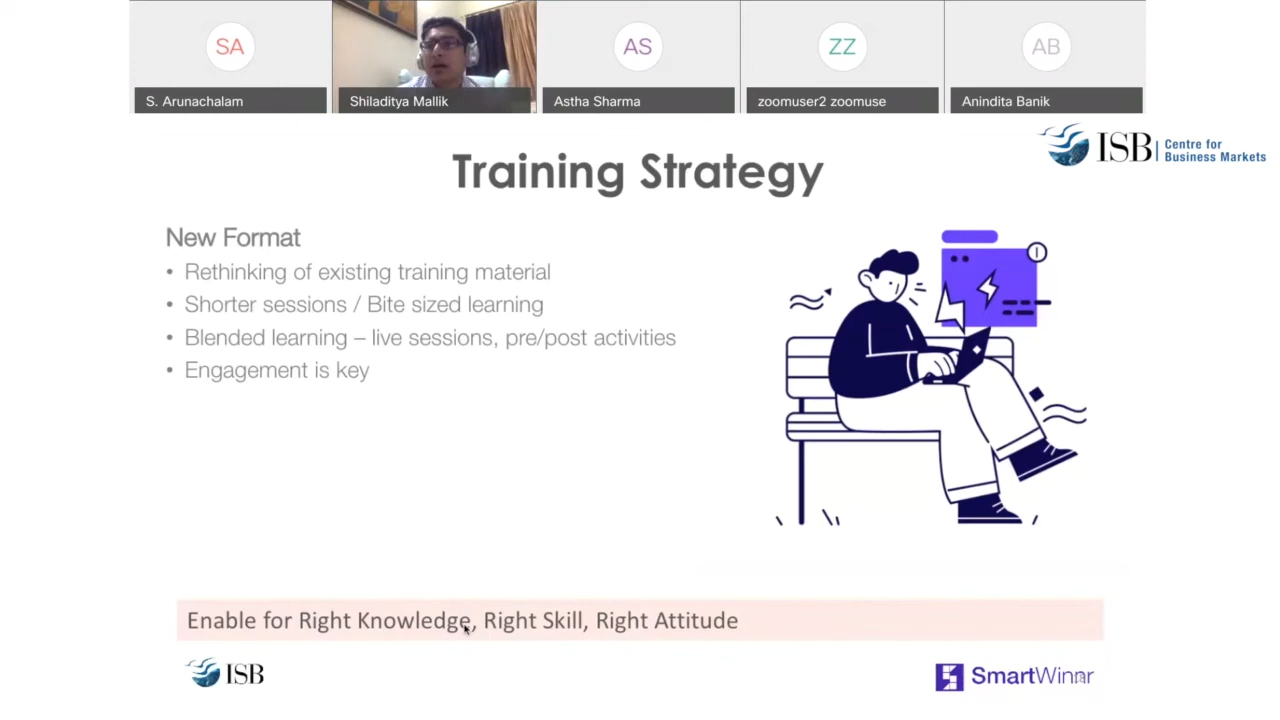 SA
AS
ZZ
AB
S. Arunachalam
Shiladitya Mallik
Astha Sharma
zoomuser2 zoomuse
Anindita Banik
ISB
Centre for
Business Markets
Training Strategy
New Format
• Rethinking of existing training material
• Shorter sessions / Bite sized learning
• Blended learning – live sessions, pre/post activities
• Engagement is key
Enable for Right Knowledge, Right Skill, Right Attitude
ISB
SmartWinnr